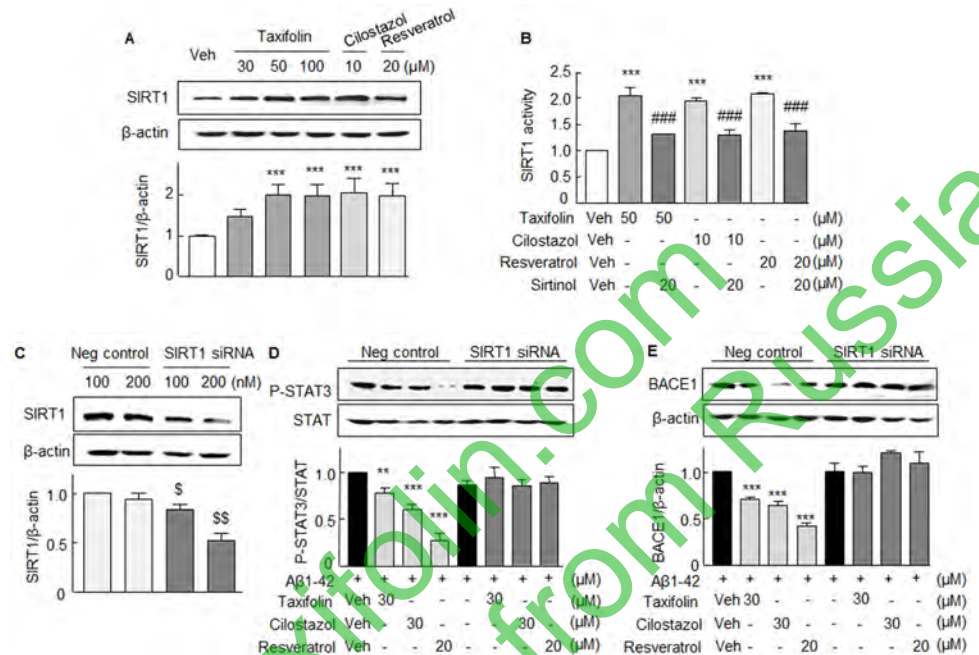 A
Taxifolin Cilostazol Resveratrol
Veh 30 50 100 10 20 (μM)
SIRT1
β-actin
SIRT1/β-actin
2
1
0
*** *** *** ***
B
SIRT1 activity
2.5
2.0
1.5
1.0
0.5
0
*** ### *** ### *** ###
Taxifolin Veh 50 50 - - - - (μM)
Cilostazol Veh - - 10 10 - - (μM)
Resveratrol Veh - - - - 20 20 (μM)
Sirtinol Veh - 20 - 20 - 20 (μM)
C
Neg control SIRT1 siRNA
100 200 100 200 (nM)
SIRT1
β-actin
SIRT1/β-actin
1.0
0.5
0
$ $$
D
Neg control SIRT1 siRNA
P-STAT3
STAT
P-STAT3/STAT
1.0
0.5
** *** ***
Aβ1-42 + + + + + + + + (μM)
Taxifolin Veh 30 - - - 30 - - (μM)
Cilostazol Veh - 30 - - - 30 - (μM)
Resveratrol Veh - - 20 - - - 20 (μM)
E
Neg control SIRT1 siRNA
BACE1
β-actin
BACE1/β-actin
1.0
0.5
0
*** *** ***
Aβ1-42 + + + + + + + + (μM)
Taxifolin Veh 30 - - - 30 - - (μM)
Cilostazol Veh - 30 - - - 30 - (μM)
Resveratrol Veh - - 20 - - - 20 (μM)
xifolin.com
from Russia